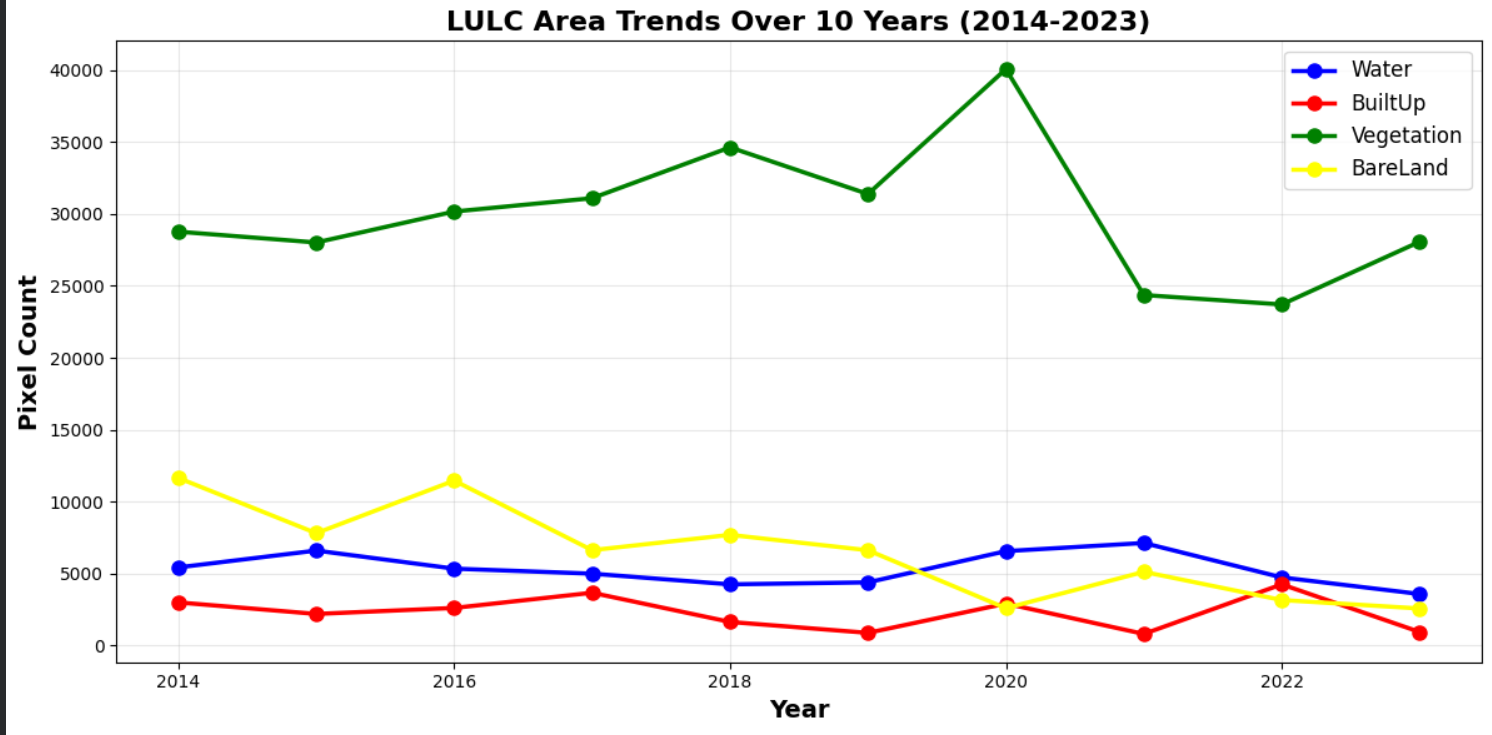 LULC Area Trends Over 10 Years (2014-2023)
40000
35000
30000
25000
20000
15000
10000
5000
0
Pixel Count
Water
BuiltUp
Vegetation
BareLand
2014 2016 2018 2020 2022
Year